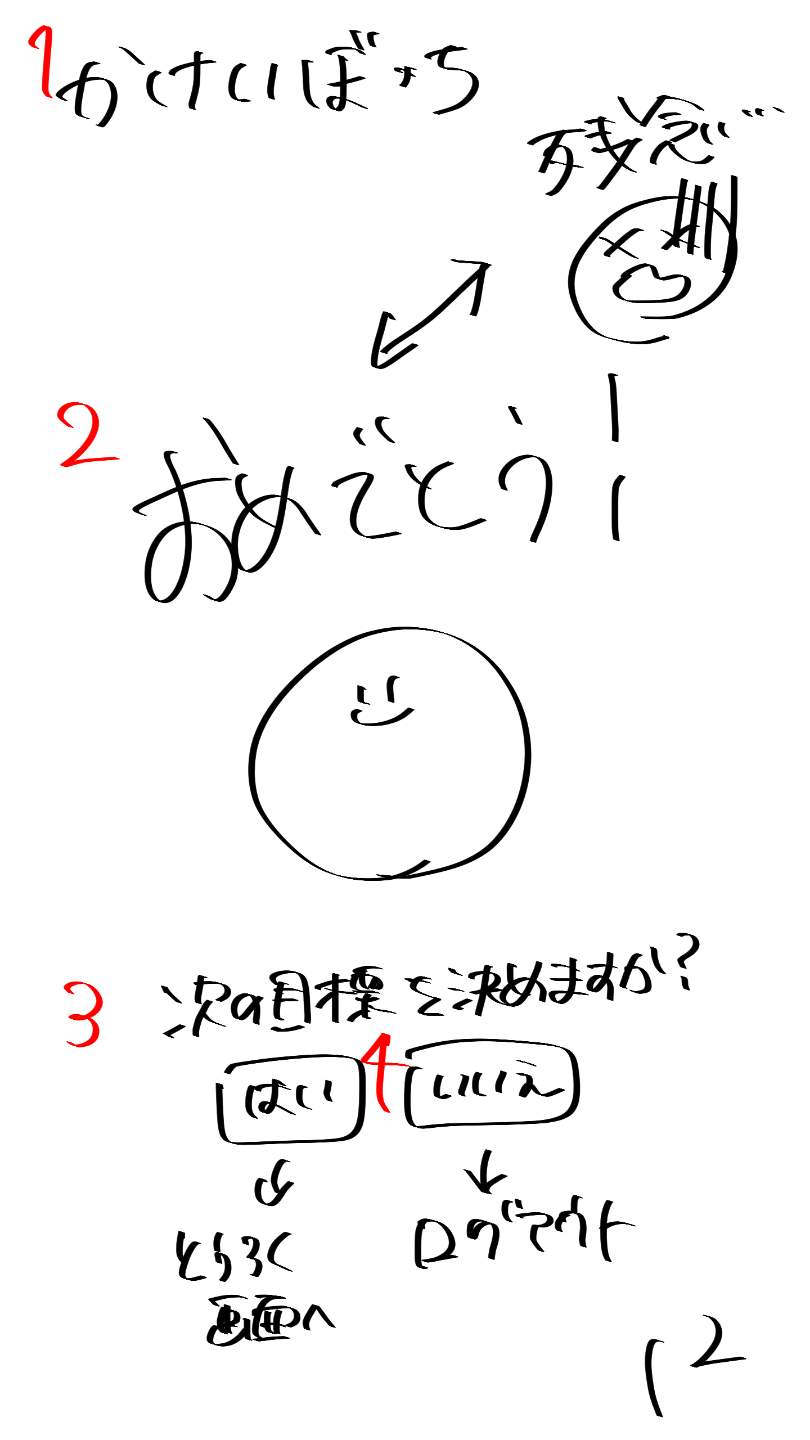 1 かけいぼっち
残念…
2 おめでとう!
3 次の目標を決めますか?
はい 4 いいえ
とうろく ログアウト
画面へ
12